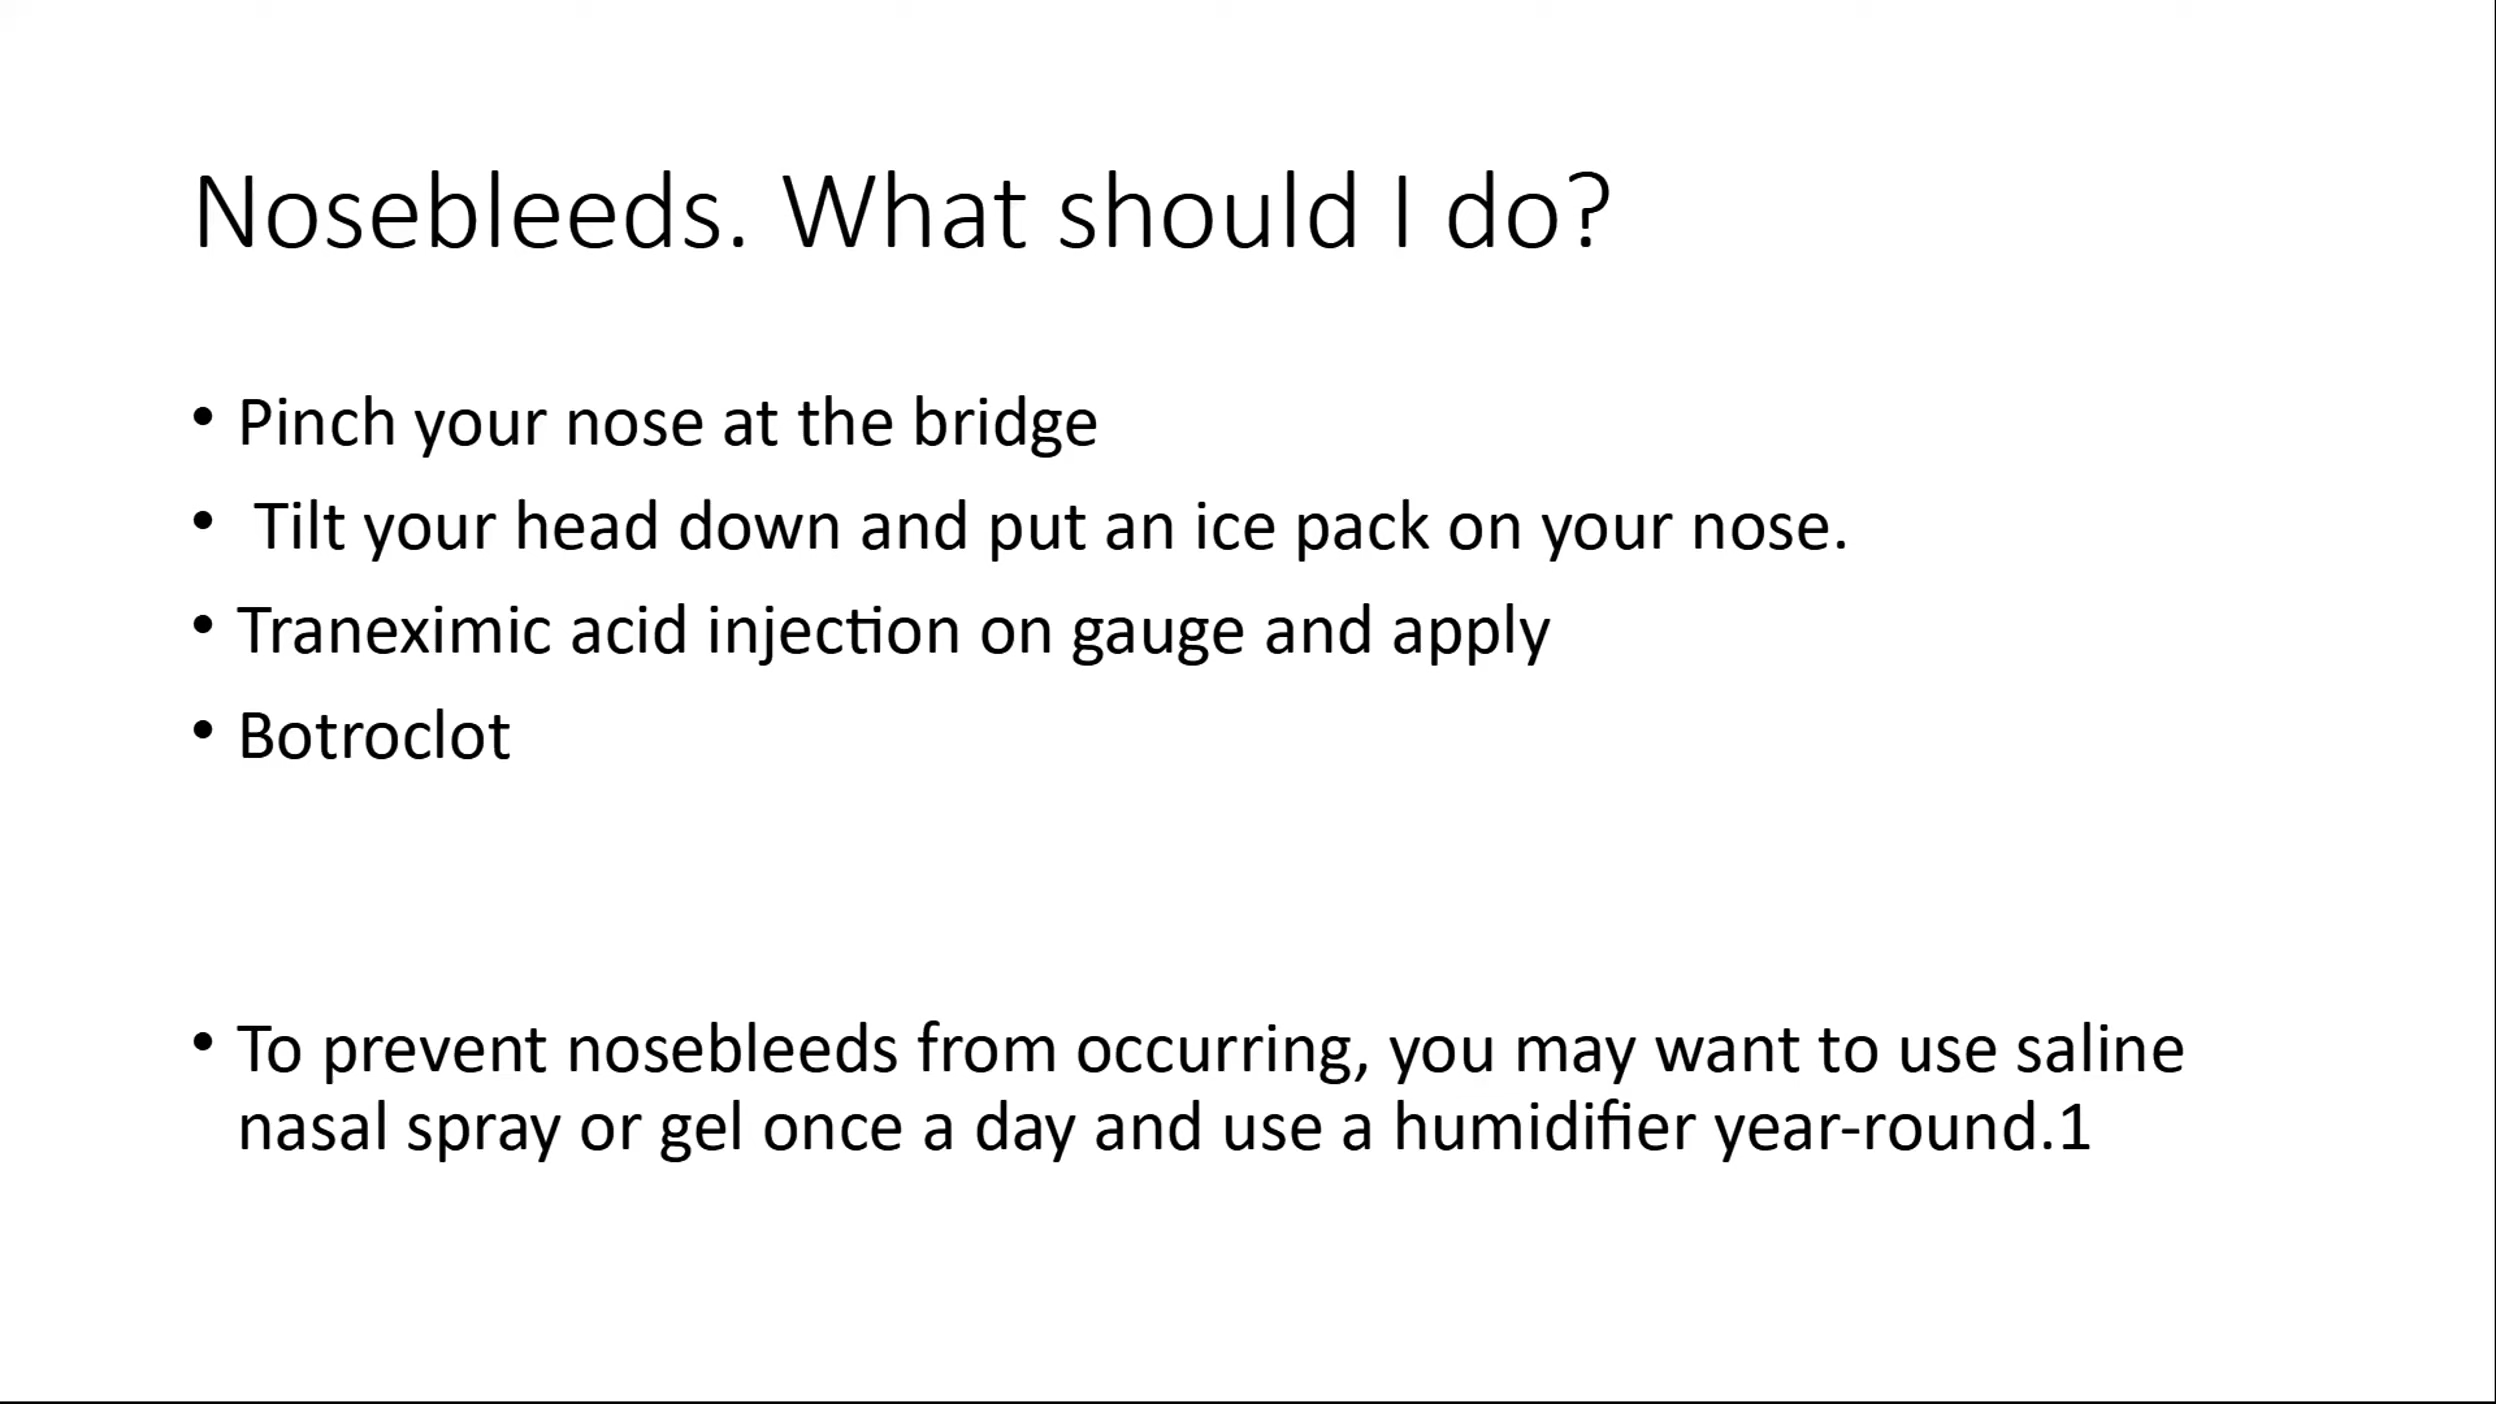 Nosebleeds. What should I do?
• Pinch your nose at the bridge
• Tilt your head down and put an ice pack on your nose.
• Traneximic acid injection on gauge and apply
• Botroclot
• To prevent nosebleeds from occurring, you may want to use saline
nasal spray or gel once a day and use a humidifier year-round.1